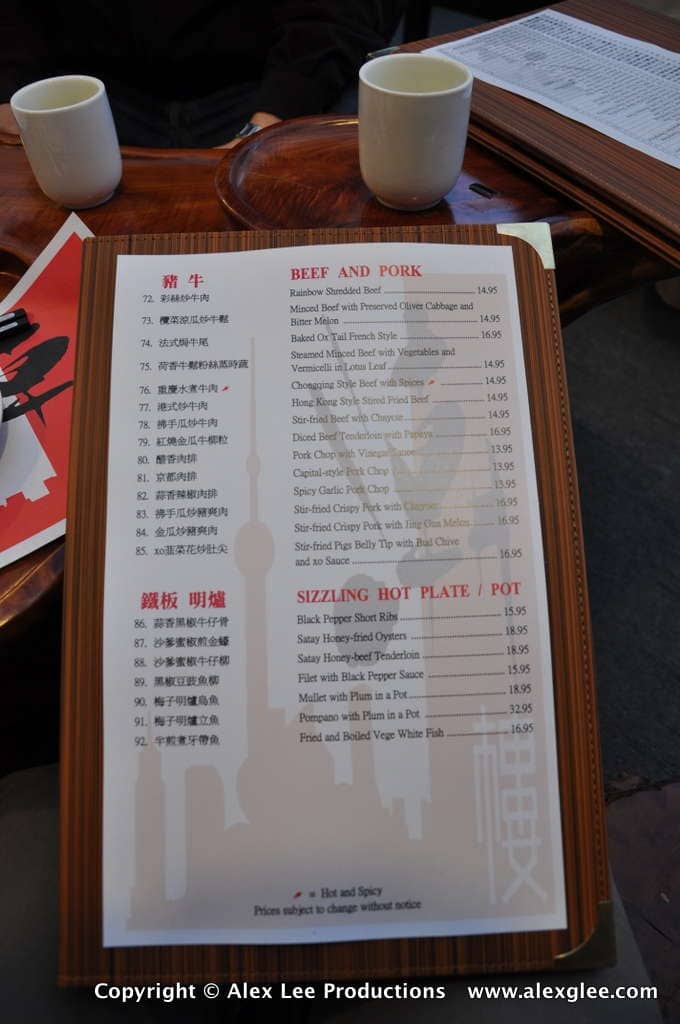 豬 牛
72. 彩絲炒牛肉
73. 欖菜涼瓜炒牛鬆
74. 法式焗牛尾
75. 荷香牛鬆粉絲蒸時蔬
76. 重慶水煮牛肉
77. 港式炒牛肉
78. 拂手瓜炒牛肉
79. 紅燒金瓜牛柳粒
80. 醋香肉排
81. 京都肉排
82. 蒜香辣椒肉排
83. 拂手瓜炒豬爽肉
84. 金瓜炒豬爽肉
85. xo韮菜花炒肚尖
鐵板 明爐
86. 蒜香黑椒牛仔骨
87. 沙爹蜜椒煎金蠔
88. 沙爹蜜椒牛仔柳
89. 黑椒豆豉魚柳
90. 梅子明爐烏魚
91. 梅子明爐立魚
92. 半煎煮牙帶魚
BEEF AND PORK
Rainbow Shredded Beef 14.95
Minced Beef with Preserved Oliver Cabbage and
Bitter Melon 14.95
Baked Ox Tail French Style 16.95
Steamed Minced Beef with Vegetables and
Vermicelli in Lotus Leaf 14.95
Chongqing Style Beef with Spices 14.95
Hong Kong Style Stired Fried Beef 14.95
Stir-fried Beef with Chayote 14.95
Diced Beef Tenderloin with Papaya 16.95
Pork Chop with Vinegar Sauce 13.95
Capital-style Pork Chop 13.95
Spicy Garlic Pork Chop 13.95
Stir-fried Crispy Pork with Chayote 16.95
Stir-fried Crispy Pork with Jing Gua Melon 16.95
Stir-fried Pigs Belly Tip with Bud Chive
and xo Sauce 16.95
SIZZLING HOT PLATE / POT
Black Pepper Short Ribs 15.95
Satay Honey-fried Oysters 18.95
Satay Honey-beef Tenderloin 18.95
Filet with Black Pepper Sauce 15.95
Mullet with Plum in a Pot 18.95
Pompano with Plum in a Pot 32.95
Fried and Boiled Vege White Fish 16.95
樓
= Hot and Spicy
Prices subject to change without notice
Copyright © Alex Lee Productions www.alexglee.com